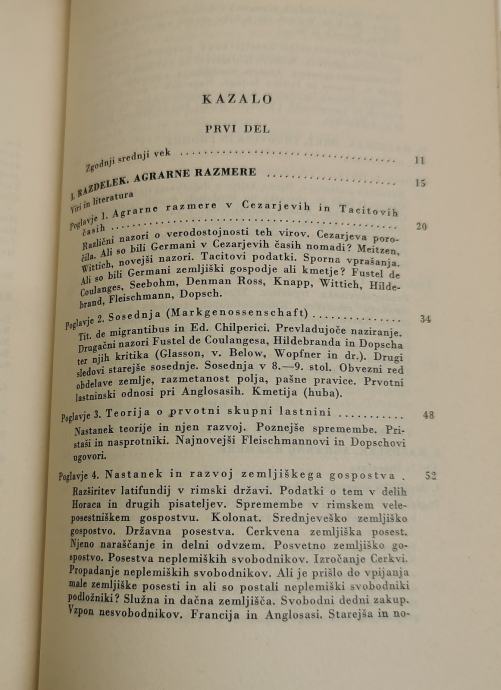 KAZALO
PRVI DEL
Zgodnji srednji vek . . . . . . . . . . . . . . . . . . . . . . . . 11
I. RAZDELEK. AGRARNE RAZMERE . . . . . . . . . . . . . . 15
Viri in literatura
Poglavje 1. Agrarne razmere v Cezarjevih in Tacitovih
časih . . . . . . . . . . . . . . . . . . . . . . . . . . . . . . 20
Različni nazori o verodostojnosti teh virov. Cezarjeva poro-
čila. Ali so bili Germani v Cezarjevih časih nomadi? Meitzen,
Wittich, novejši nazori. Tacitovi podatki. Sporna vprašanja.
Ali so bili Germani zemljiški gospodje ali kmetje? Fustel de
Coulanges, Seebohm, Denman Ross, Knapp, Wittich, Hilde-
brand, Fleischmann, Dopsch.
Poglavje 2. Sosednja (Markgenossenschaft) . . . . . . . . . . 34
Tit. de migrantibus in Ed. Chilperici. Prevladujoče naziranje.
Drugačni nazori Fustel de Coulangesa, Hildebranda in Dopscha
ter njih kritika (Glasson, v. Below, Wopfner in dr.). Drugi
sledovi starejše sosednje. Sosednja v 8.—9. stol. Obvezni red
obdelave zemlje, razmetanost polja, pašne pravice. Prvotni
lastninski odnosi pri Anglosasih. Kmetija (huba).
Poglavje 3. Teorija o prvotni skupni lastnini . . . . . . . . . . 48
Nastanek teorije in njen razvoj. Poznejše spremembe. Pri-
staši in nasprotniki. Najnovejši Fleischmannovi in Dopschovi
ugovori.
Poglavje 4. Nastanek in razvoj zemljiškega gospostva . 52
Razširitev latifundij v rimski državi. Podatki o tem v delih
Horaca in drugih pisateljev. Spremembe v rimskem vele-
posestniškem gospostvu. Kolonat. Srednjeveško zemljiško
gospostvo. Državna posestva. Cerkvena zemljiška posest.
Njeno naraščanje in delni odvzem. Posvetno zemljiško go-
spostvo. Posestva neplemiških svobodnikov. Izročanje Cerkvi.
Propadanje neplemiških svobodnikov. Ali je prišlo do vpijanja
male zemljiške posesti in ali so postali neplemiški svobodniki
podložniki? Služna in dačna zemljišča. Svobodni dedni zakup.
Vzpon nesvobodnikov. Francija in Anglosasi. Starejša in no-